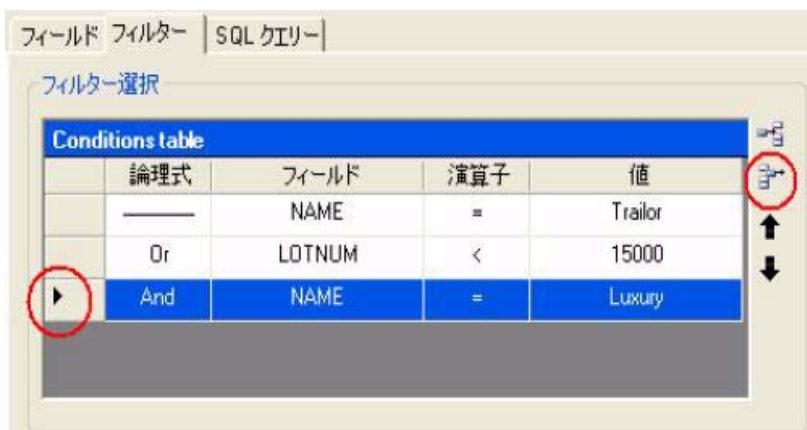 フィールド フィルター SQL クエリー
フィルター選択
Conditions table
論理式 フィールド 演算子 値
NAME = Trailor
Or LOTNUM < 15000
And NAME = Luxury